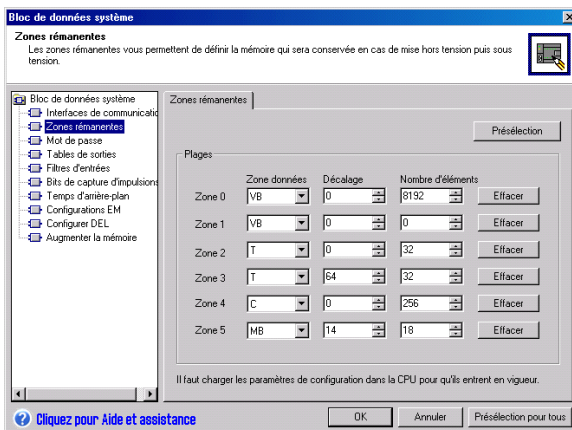 Bloc de données système
Zones rémanentes
Les zones rémanentes vous permettent de définir la mémoire qui sera conservée en cas de mise hors tension puis sous
tension.
Bloc de données système
Interfaces de communicatio
Zones rémanentes
Mot de passe
Tables de sorties
Filtres d'entrées
Bits de capture d'impulsions
Temps d'arrière-plan
Configurations EM
Configurer DEL
Augmenter la mémoire
Zones rémanentes
Présélection
Plages
Zone données Décalage Nombre d'éléments
Zone 0 VB 0 8192 Effacer
Zone 1 VB 0 0 Effacer
Zone 2 T 0 32 Effacer
Zone 3 T 64 32 Effacer
Zone 4 C 0 256 Effacer
Zone 5 MB 14 18 Effacer
Il faut charger les paramètres de configuration dans la CPU pour qu'ils entrent en vigueur.
Cliquez pour Aide et assistance
OK Annuler Présélection pour tous